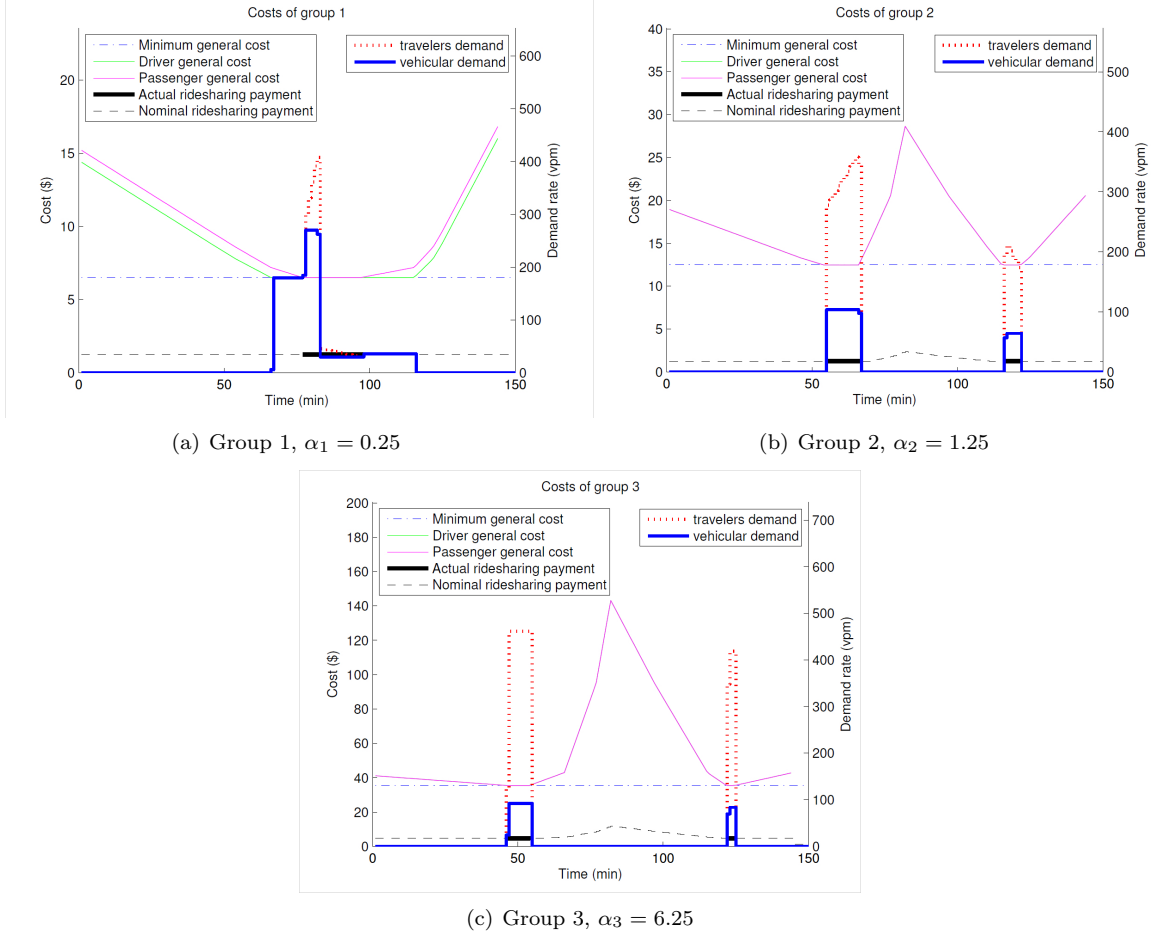 Costs of group 1
Minimum general cost
Driver general cost
Passenger general cost
Actual ridesharing payment
Nominal ridesharing payment
travelers demand
vehicular demand
Cost ($)
20
15
10
5
0
600
500
400
300
200
100
0
Demand rate (vpm)
0 50 100 150
Time (min)
(a) Group 1, α₁ = 0.25
Costs of group 2
Minimum general cost
Driver general cost
Passenger general cost
Actual ridesharing payment
Nominal ridesharing payment
travelers demand
vehicular demand
Cost ($)
40
35
30
25
20
15
10
5
0
500
400
300
200
100
0
Demand rate (vpm)
0 50 100 150
Time (min)
(b) Group 2, α₂ = 1.25
Costs of group 3
Minimum general cost
Driver general cost
Passenger general cost
Actual ridesharing payment
Nominal ridesharing payment
travelers demand
vehicular demand
Cost ($)
200
180
160
140
120
100
80
60
40
20
0
700
600
500
400
300
200
100
0
Demand rate (vpm)
0 50 100 150
Time (min)
(c) Group 3, α₃ = 6.25